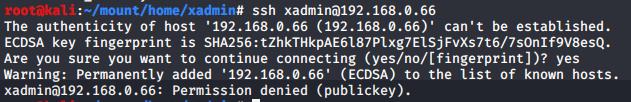 root@kali:~/mount/home/xadmin# ssh xadmin@192.168.0.66
The authenticity of host '192.168.0.66 (192.168.0.66)' can't be established.
ECDSA key fingerprint is SHA256:tZhkTHkpAE6l87Plxg7ElSjFvXs7t6/7sOnIf9V8esQ.
Are you sure you want to continue connecting (yes/no/[fingerprint])? yes
Warning: Permanently added '192.168.0.66' (ECDSA) to the list of known hosts.
xadmin@192.168.0.66: Permission denied (publickey).